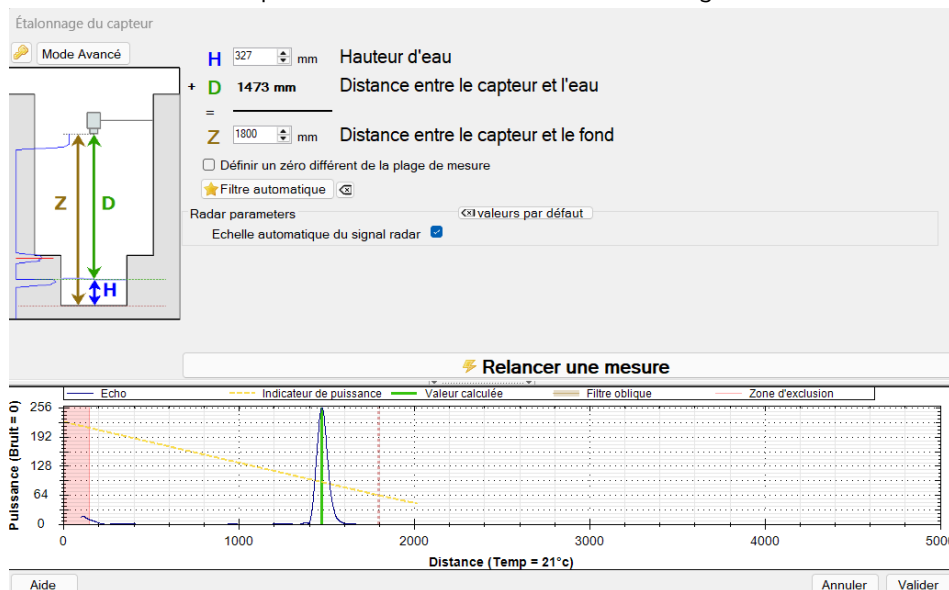 Étalonnage du capteur
Mode Avancé
H 327 mm Hauteur d'eau
+ D 1473 mm Distance entre le capteur et l'eau
=
Z 1800 mm Distance entre le capteur et le fond
Définir un zéro différent de la plage de mesure
Filtre automatique
Radar parameters valeurs par défaut
Echelle automatique du signal radar
Z D
H
Relancer une mesure
Echo Indicateur de puissance Valeur calculée Filtre oblique Zone d'exclusion
Puissance (Bruit = 0)
256
192
128
64
0
0 1000 2000 3000 4000 5000
Distance (Temp = 21°c)
Aide Annuler Valider